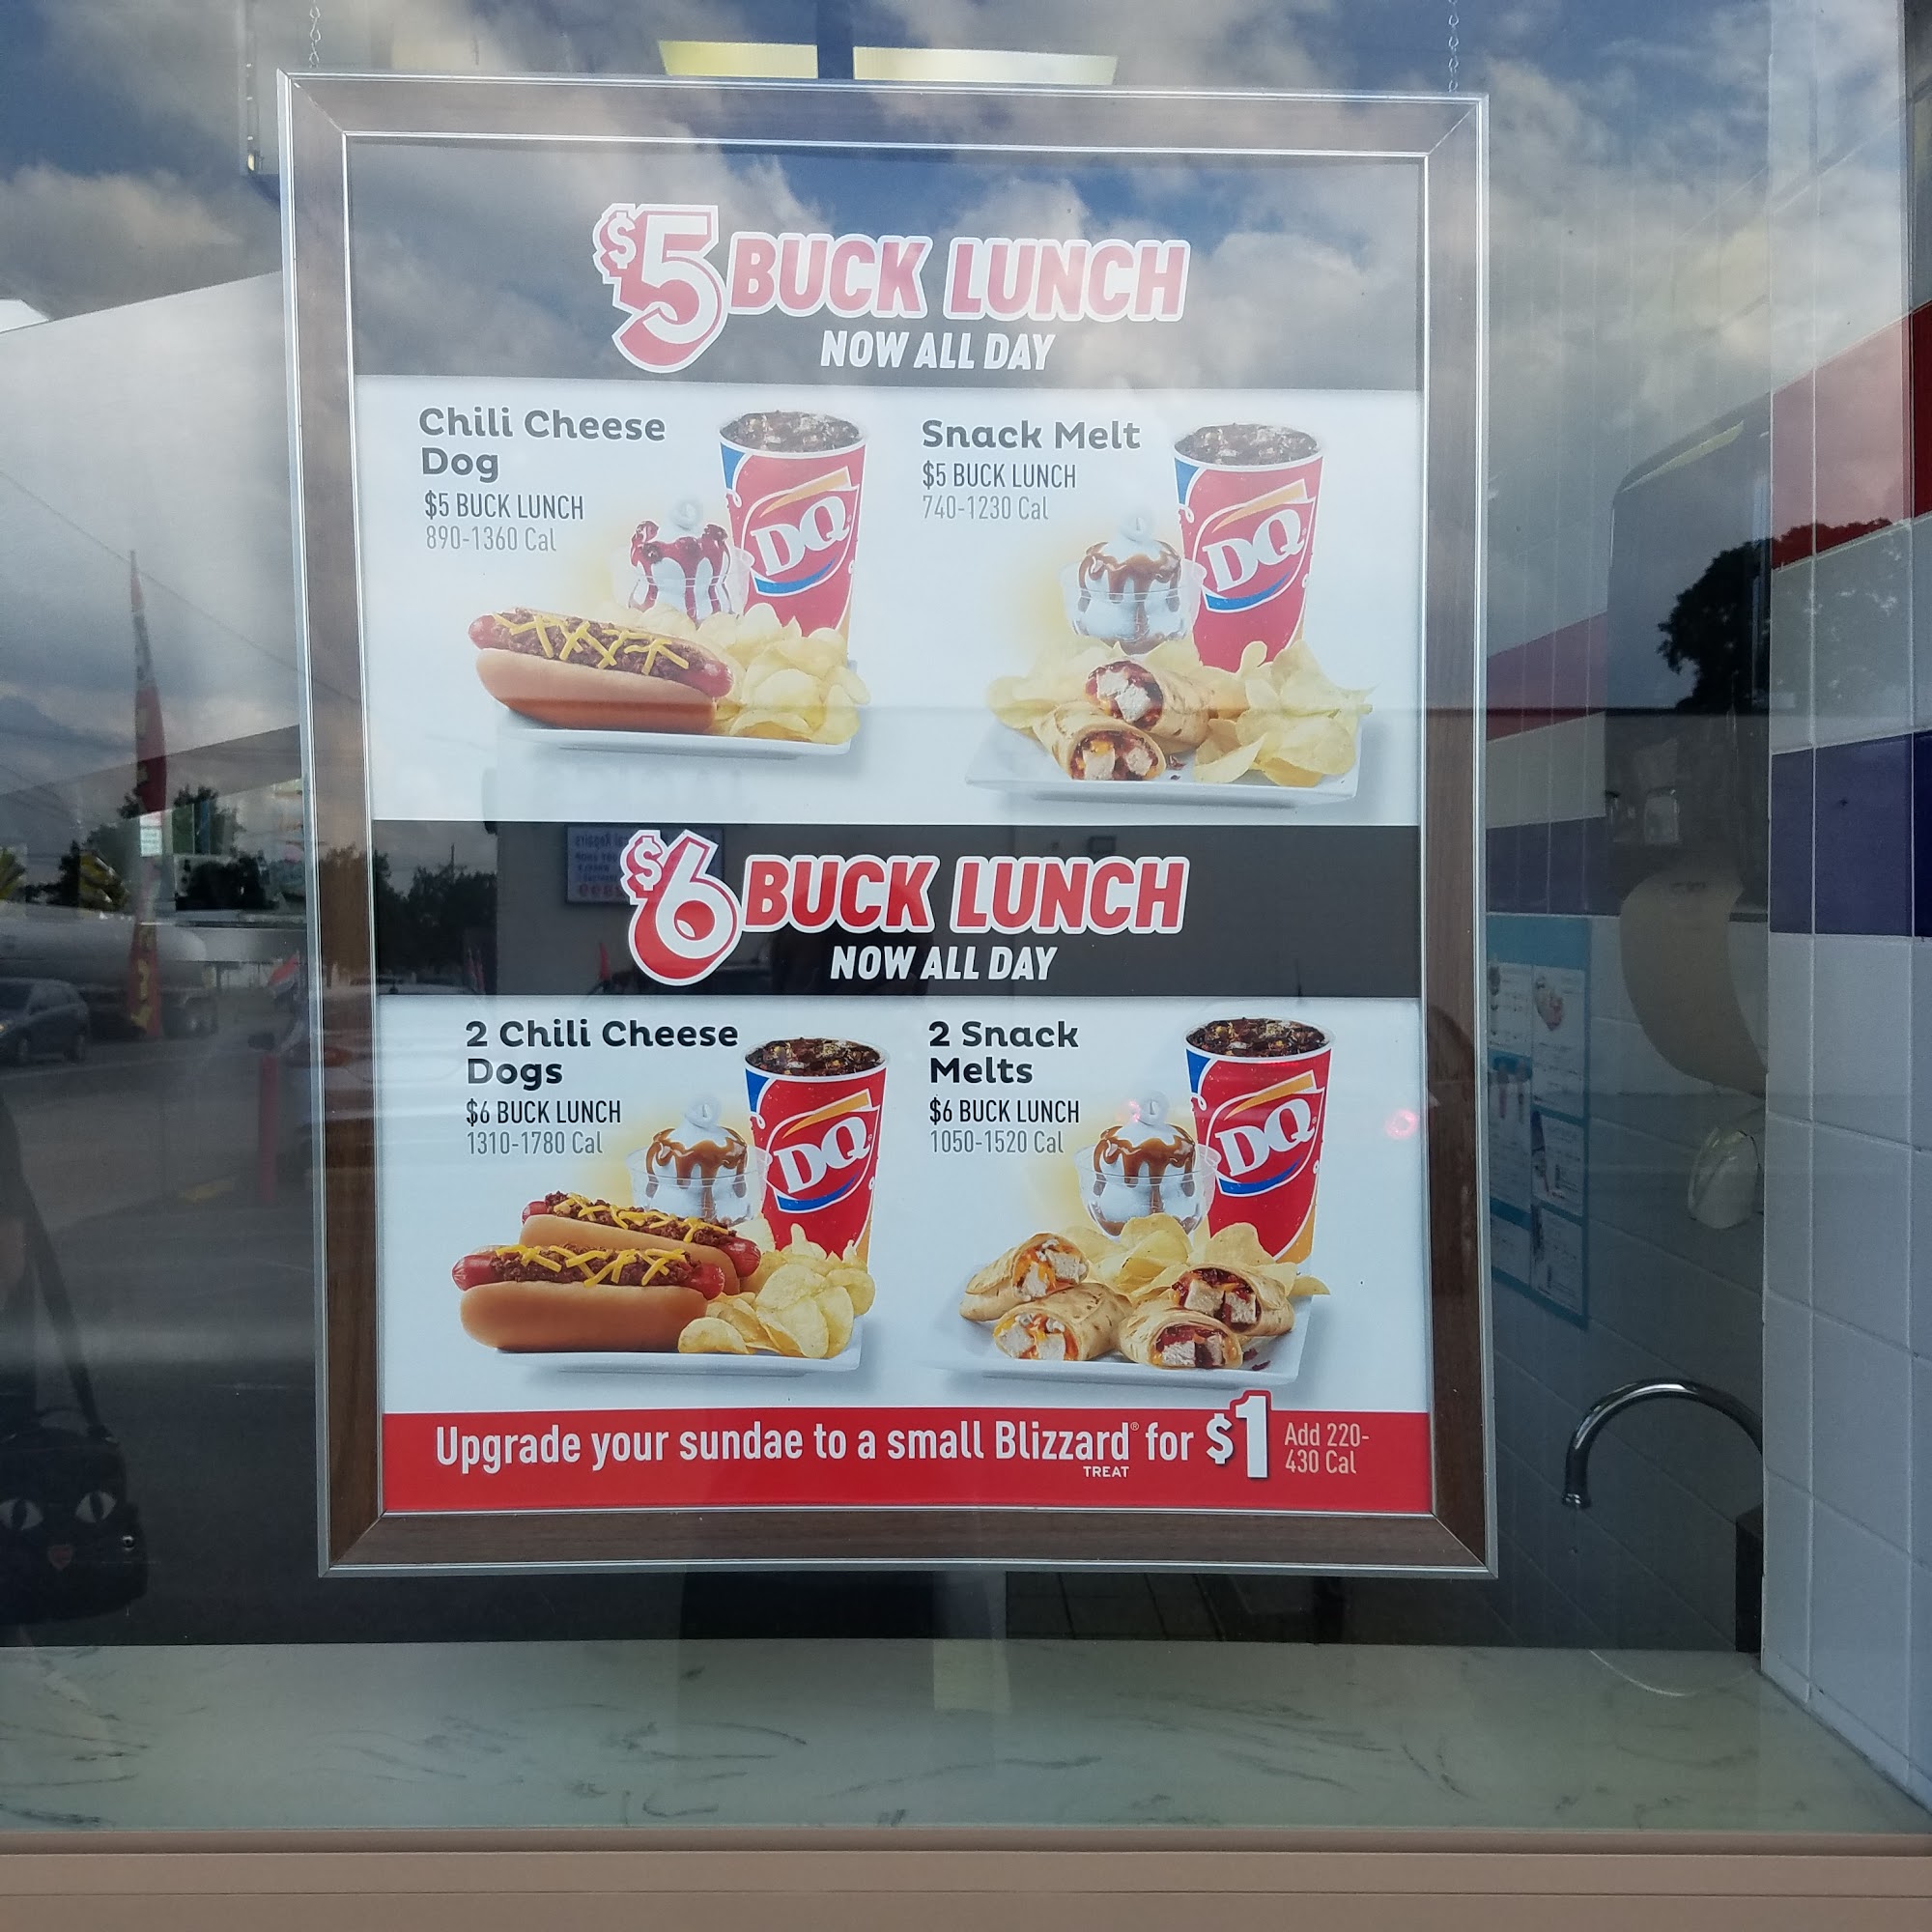 $5 BUCK LUNCH
NOW ALL DAY
Chili Cheese
Dog
$5 BUCK LUNCH
890-1360 Cal
DQ®
Snack Melt
$5 BUCK LUNCH
740-1230 Cal
DQ®
$6 BUCK LUNCH
NOW ALL DAY
2 Chili Cheese
Dogs
$6 BUCK LUNCH
1310-1780 Cal
DQ®
2 Snack
Melts
$6 BUCK LUNCH
1050-1520 Cal
DQ®
Upgrade your sundae to a small Blizzard® for $1
TREAT
Add 220-
430 Cal